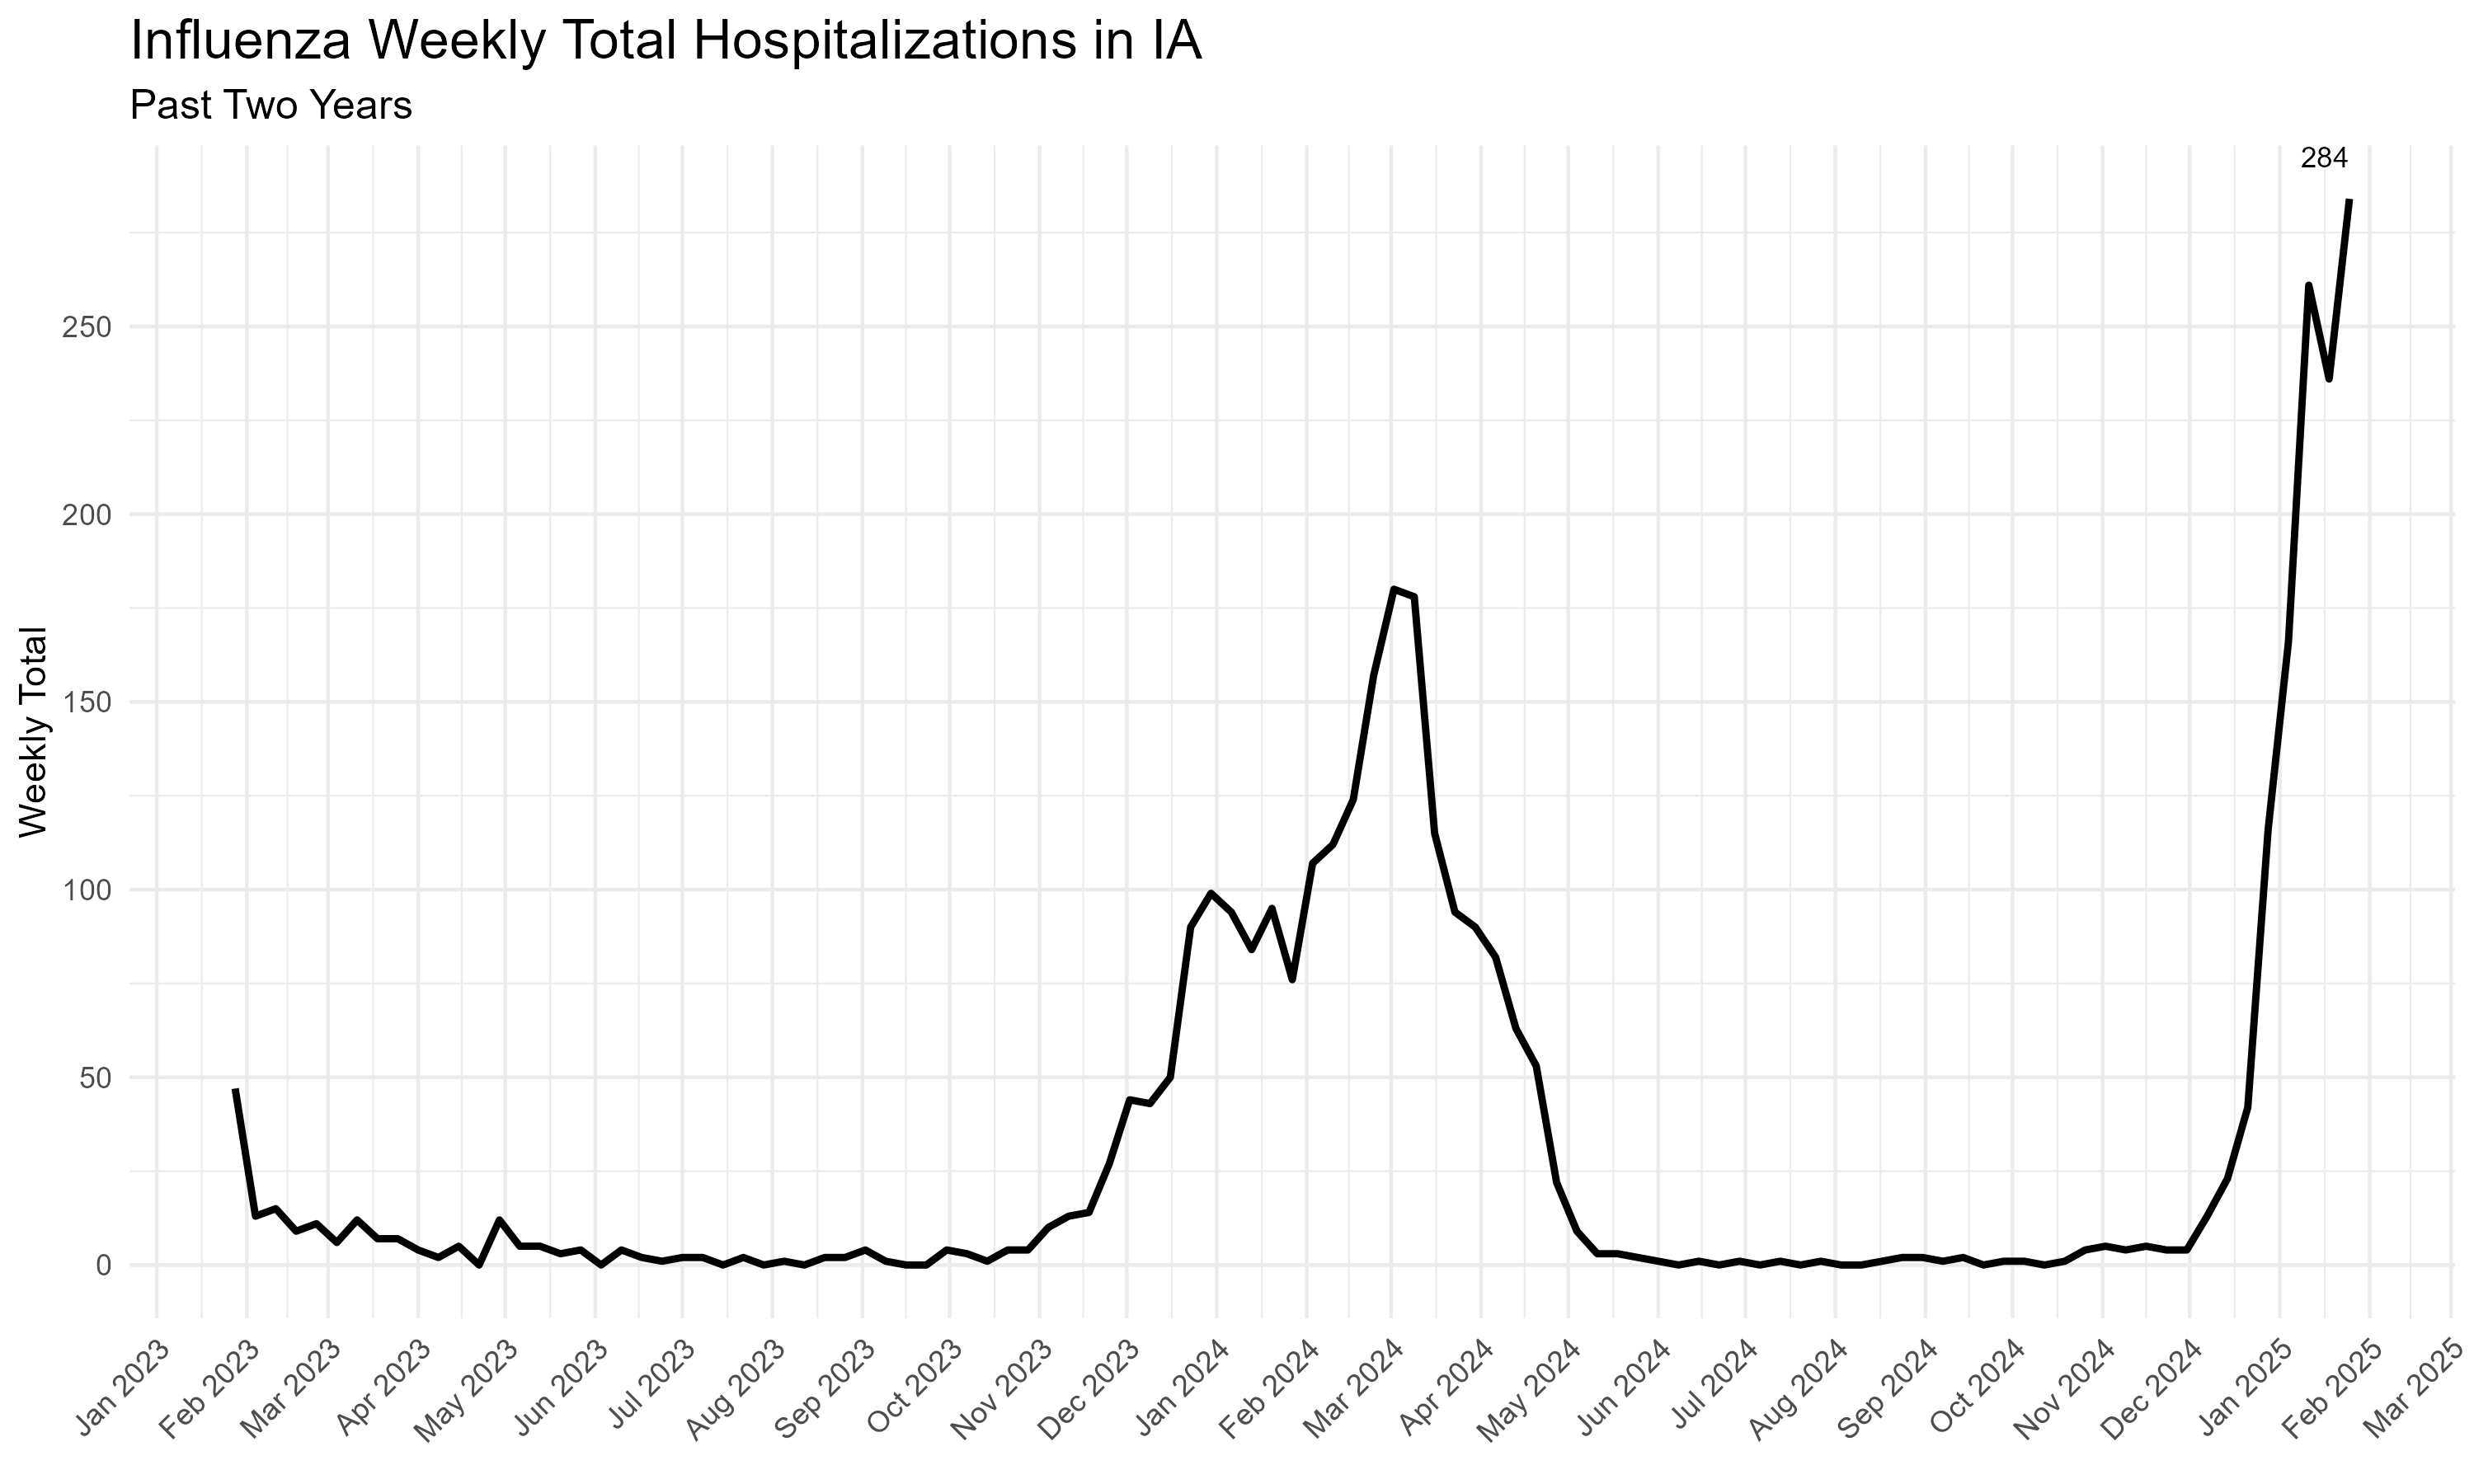 Influenza Weekly Total Hospitalizations in IA
Past Two Years
284
250
200
150
100
50
0
Weekly Total
Jan 2023
Feb 2023
Mar 2023
Apr 2023
May 2023
Jun 2023
Jul 2023
Aug 2023
Sep 2023
Oct 2023
Nov 2023
Dec 2023
Jan 2024
Feb 2024
Mar 2024
Apr 2024
May 2024
Jun 2024
Jul 2024
Aug 2024
Sep 2024
Oct 2024
Nov 2024
Dec 2024
Jan 2025
Feb 2025
Mar 2025